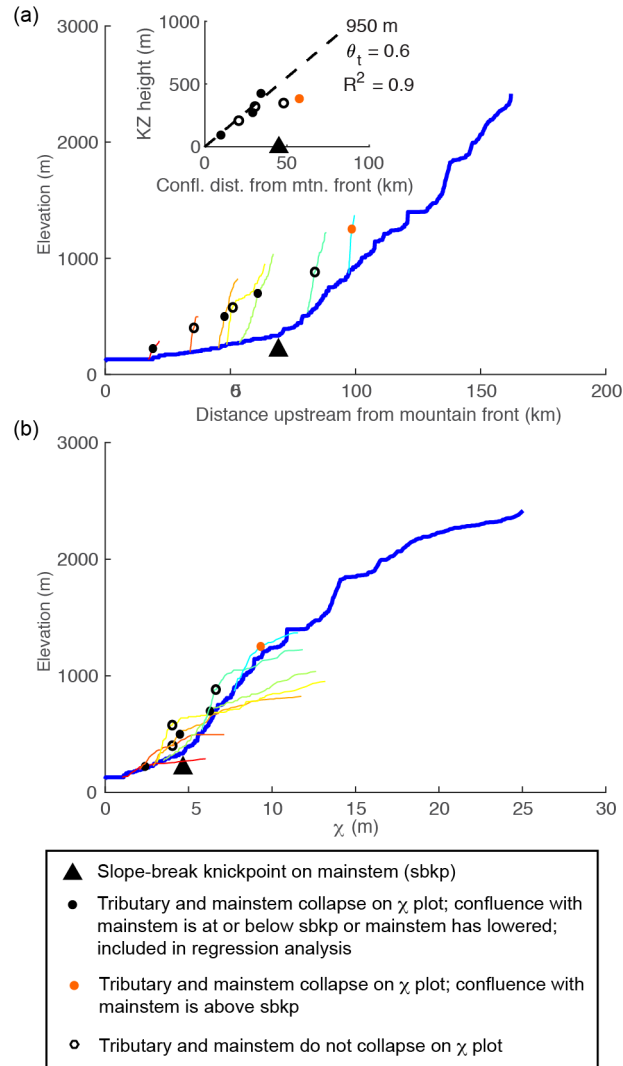 (a)
1000
500
0
KZ height (m)
0
50
100
Confl. dist. from mtn. front (km)
950 m
θt = 0.6
R² = 0.9
3000
2000
1000
0
Elevation (m)
0
100
150
200
Distance upstream from mountain front (km)
(b)
3000
2000
1000
0
Elevation (m)
0
5
10
15
20
25
30
χ (m)
Slope-break knickpoint on mainstem (sbkp)
Tributary and mainstem collapse on χ plot; confluence with
mainstem is at or below sbkp or mainstem has lowered;
included in regression analysis
Tributary and mainstem collapse on χ plot; confluence with
mainstem is above sbkp
Tributary and mainstem do not collapse on χ plot